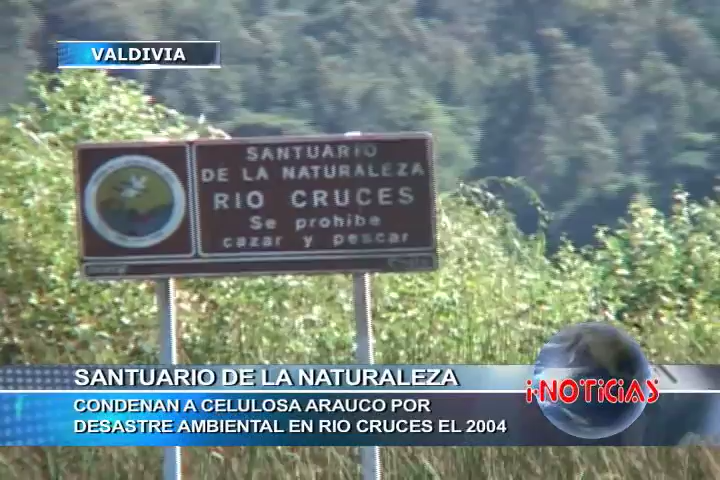 VALDIVIA
SANTUARIO
DE LA NATURALEZA
RIO CRUCES
Se prohibe
cazar y pescar
SANTUARIO DE LA NATURALEZA
CONDENAN A CELULOSA ARAUCO POR
DESASTRE AMBIENTAL EN RIO CRUCES EL 2004
i-NOTICIAS